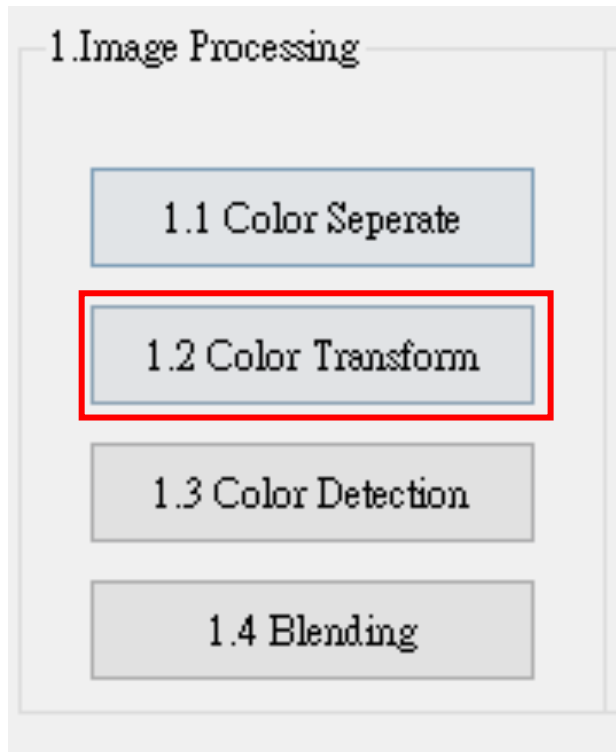 1.Image Processing
1.1 Color Seperate
1.2 Color Transform
1.3 Color Detection
1.4 Blending